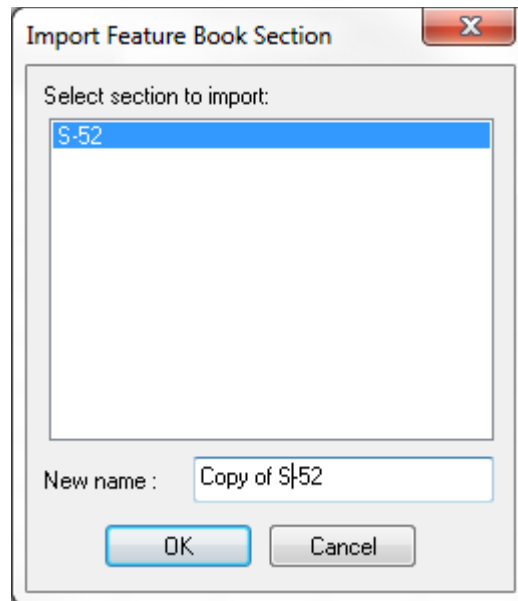 Import Feature Book Section
Select section to import:
S-52
New name : Copy of S-52
OK Cancel